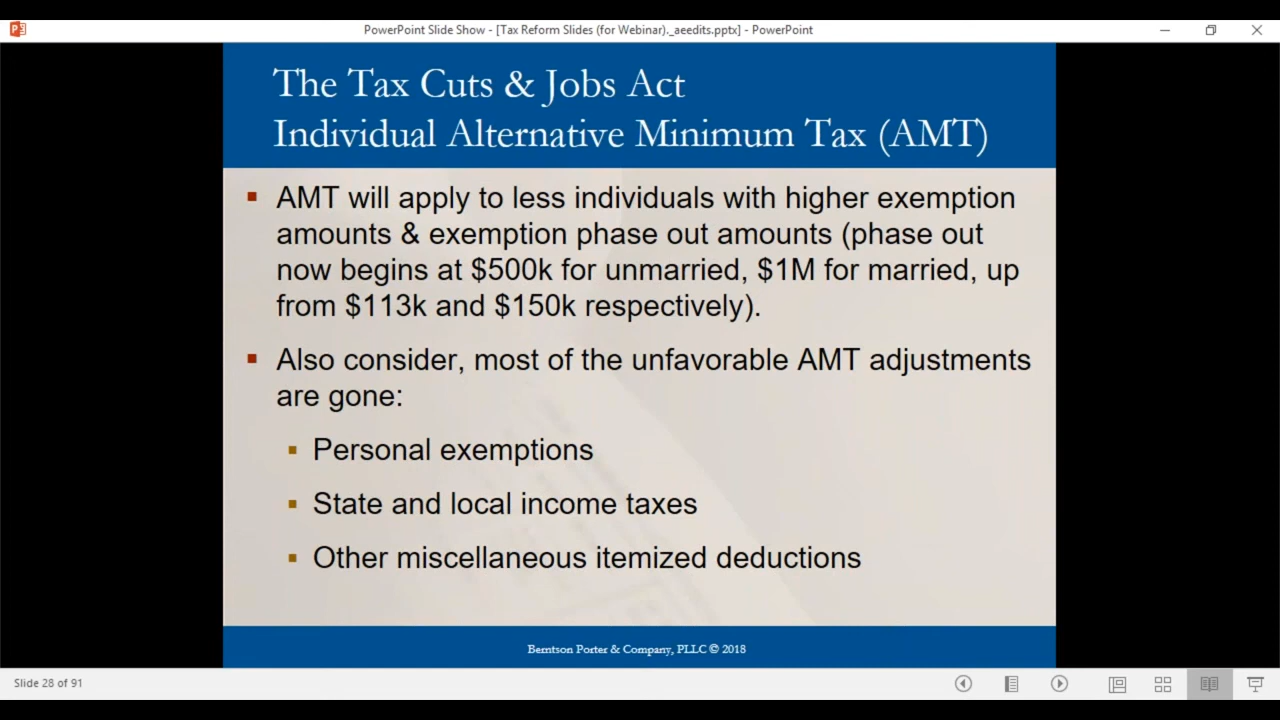 PowerPoint Slide Show - [Tax Reform Slides (for Webinar)._aeedits.pptx] - PowerPoint
The Tax Cuts & Jobs Act
Individual Alternative Minimum Tax (AMT)
AMT will apply to less individuals with higher exemption
amounts & exemption phase out amounts (phase out
now begins at $500k for unmarried, $1M for married, up
from $113k and $150k respectively).
Also consider, most of the unfavorable AMT adjustments
are gone:
Personal exemptions
State and local income taxes
Other miscellaneous itemized deductions
Berntson Porter & Company, PLLC © 2018
Slide 28 of 91